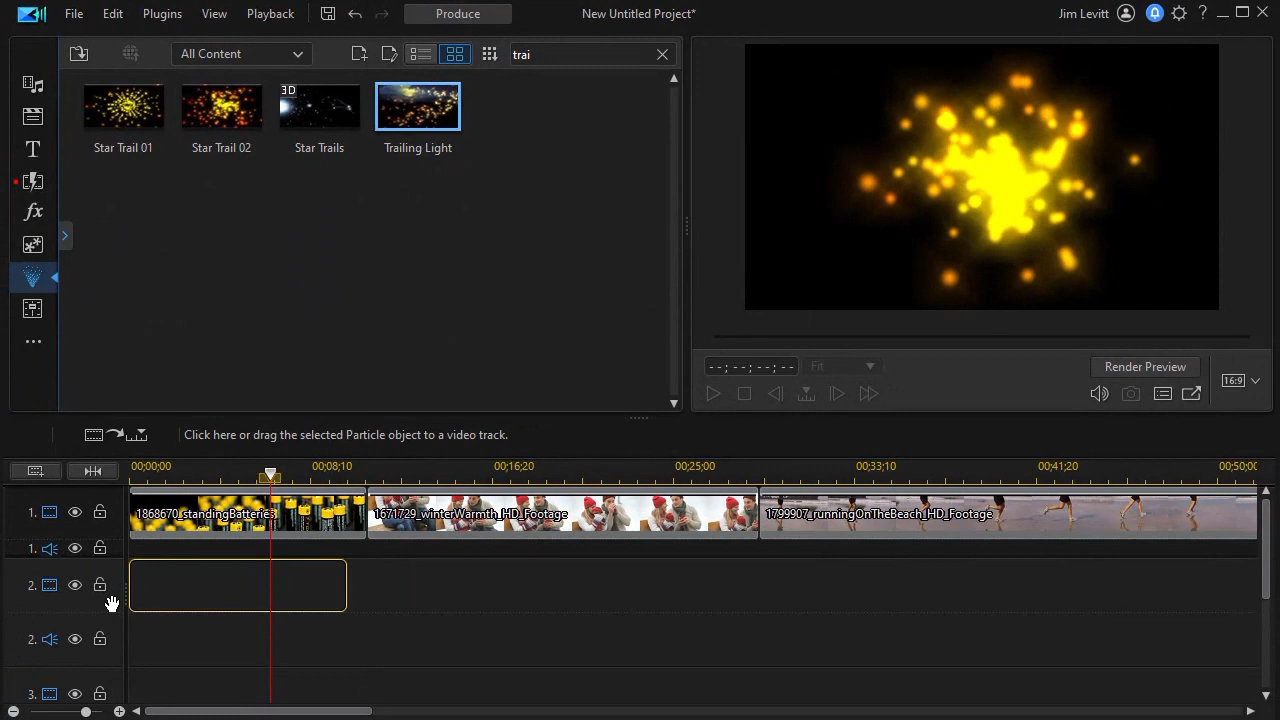 File Edit Plugins View Playback Produce New Untitled Project* Jim Levitt ?
All Content trai
3D
Star Trail 01 Star Trail 02 Star Trails Trailing Light
T
fx
--;--;--;-- Fit Render Preview 16:9
Click here or drag the selected Particle object to a video track.
00;00;00 00;08;10 00;16;20 00;25;00 00;33;10 00;41;20 00;50;00
1. 1868670_standingBatteries 1671729_winterWarmth_HD_Footage 1799907_runningOnTheBeach_HD_Footage
1.
2.
2.
3.